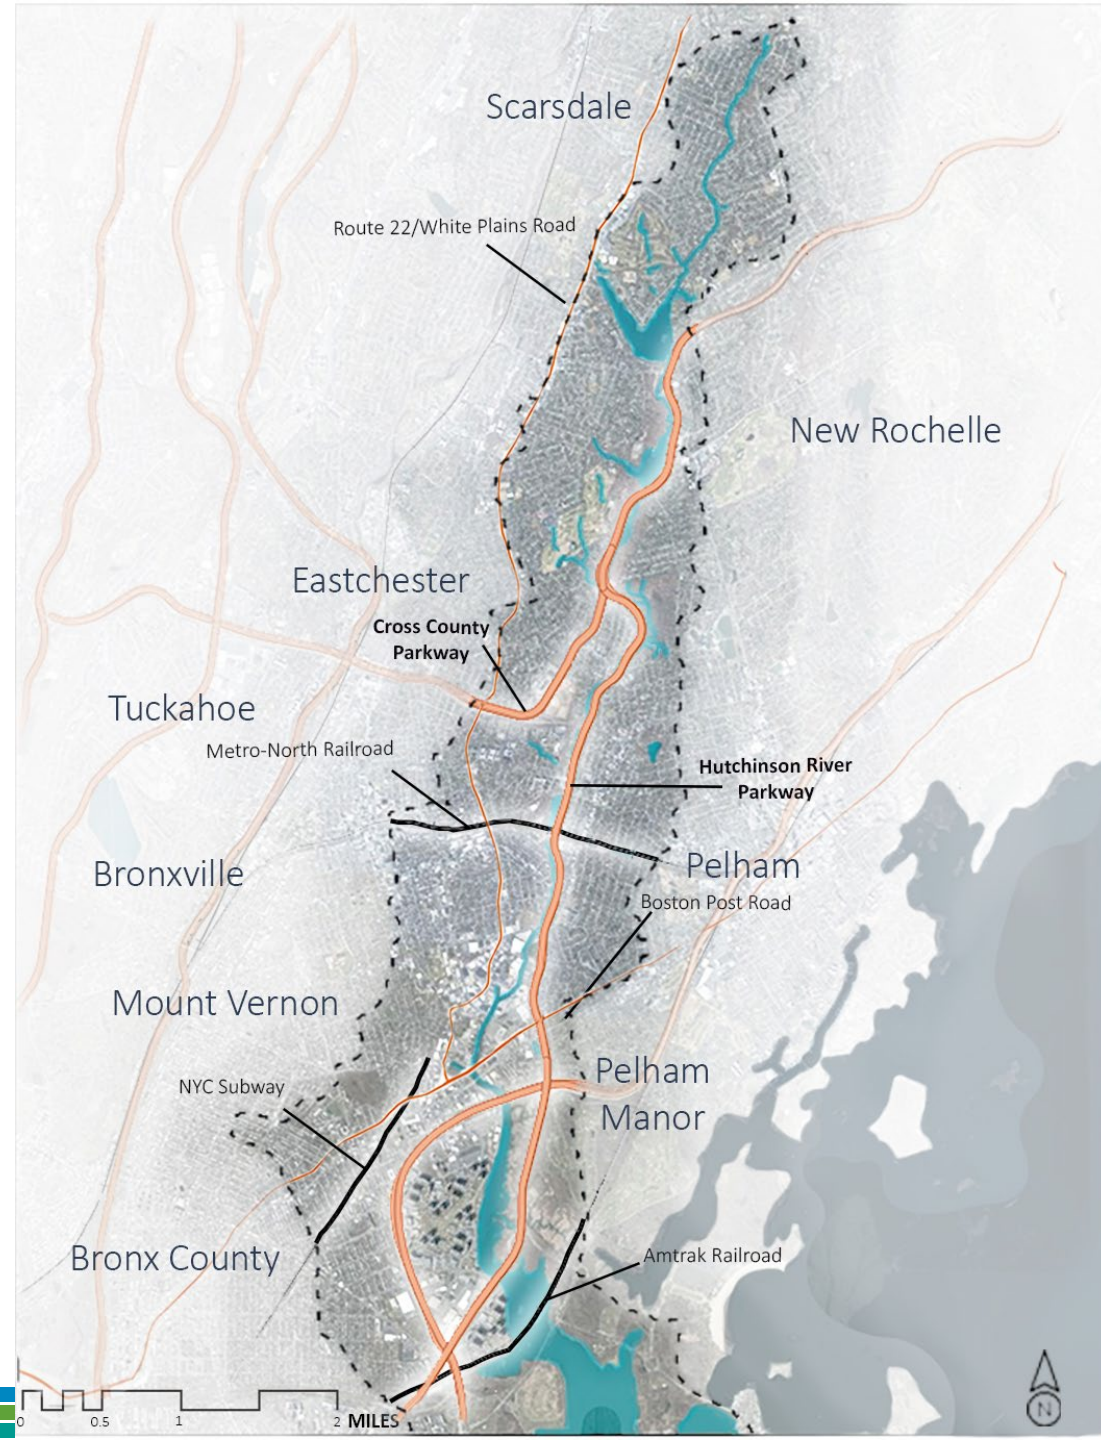 Scarsdale
Route 22/White Plains Road
New Rochelle
Eastchester
Cross County
Parkway
Tuckahoe
Metro-North Railroad
Hutchinson River
Parkway
Bronxville
Pelham
Boston Post Road
Mount Vernon
NYC Subway
Pelham
Manor
Bronx County
Amtrak Railroad
0 0.5 1 2 MILES
N